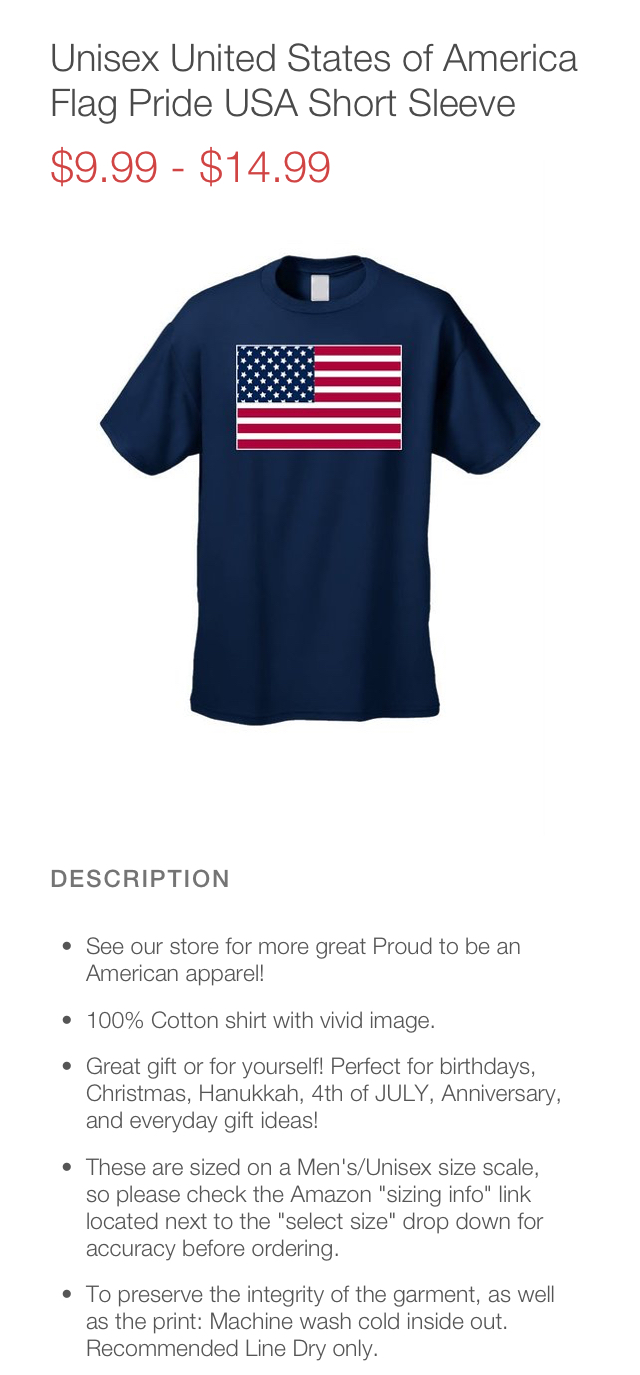 Unisex United States of America
Flag Pride USA Short Sleeve
$9.99 - $14.99
DESCRIPTION
• See our store for more great Proud to be an
American apparel!
• 100% Cotton shirt with vivid image.
• Great gift or for yourself! Perfect for birthdays,
Christmas, Hanukkah, 4th of JULY, Anniversary,
and everyday gift ideas!
• These are sized on a Men's/Unisex size scale,
so please check the Amazon "sizing info" link
located next to the "select size" drop down for
accuracy before ordering.
• To preserve the integrity of the garment, as well
as the print: Machine wash cold inside out.
Recommended Line Dry only.